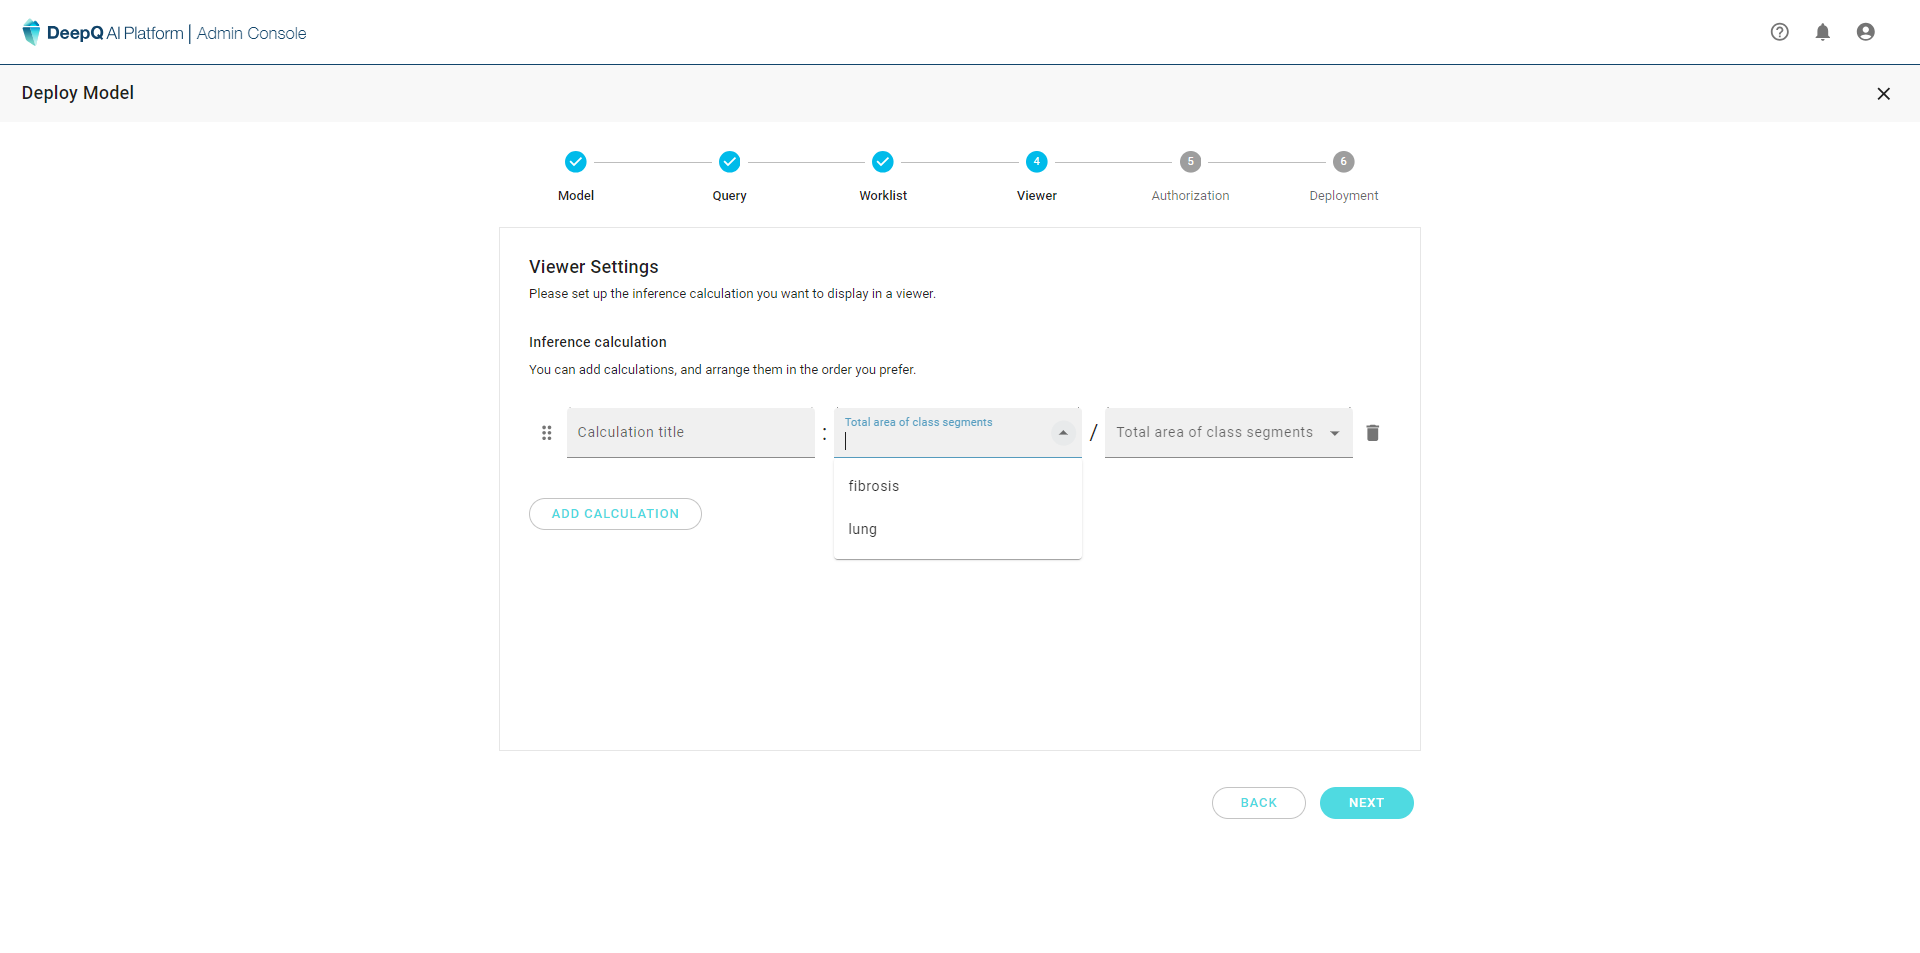 DeepQ AI Platform | Admin Console
Deploy Model
4
5
6
Model
Query
Worklist
Viewer
Authorization
Deployment
Viewer Settings
Please set up the inference calculation you want to display in a viewer.
Inference calculation
You can add calculations, and arrange them in the order you prefer.
Calculation title : Total area of class segments / Total area of class segments
fibrosis
lung
ADD CALCULATION
BACK
NEXT